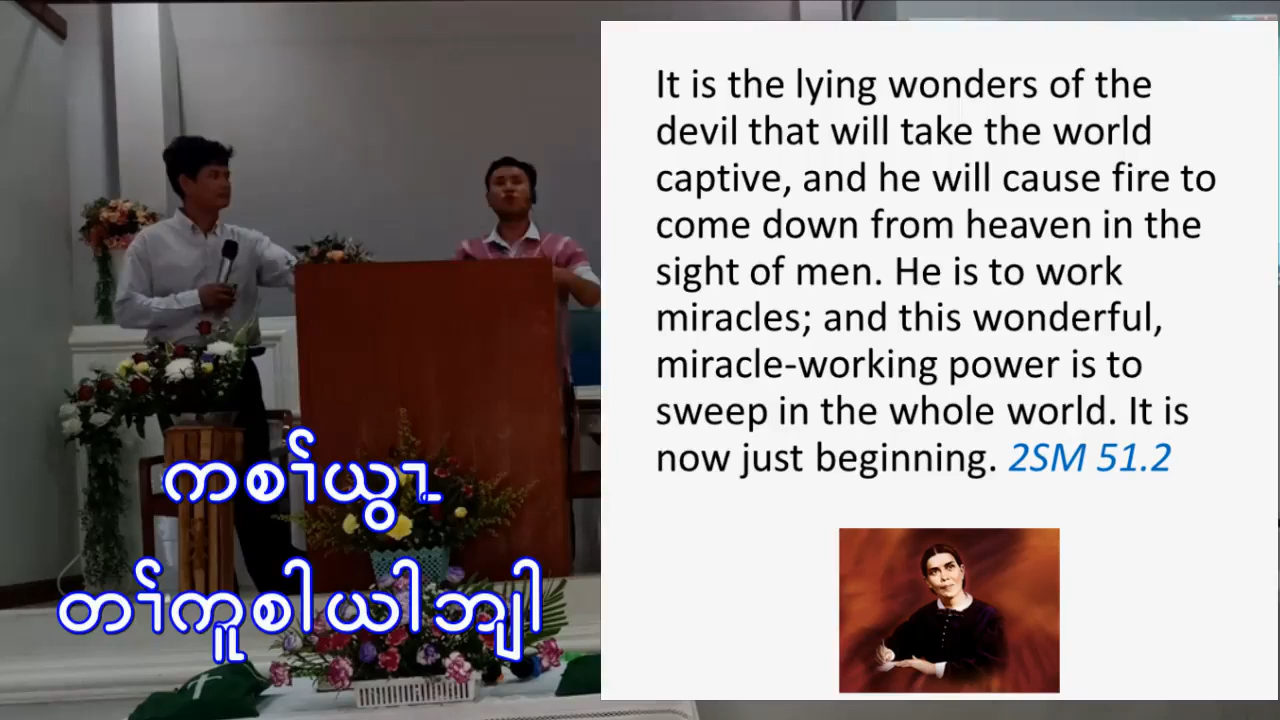 It is the lying wonders of the
devil that will take the world
captive, and he will cause fire to
come down from heaven in the
sight of men. He is to work
miracles; and this wonderful,
miracle-working power is to
sweep in the whole world. It is
now just beginning. 2SM 51.2
ကစၢ်ယွၤ
တၢ်ကူစါယါဘျါ